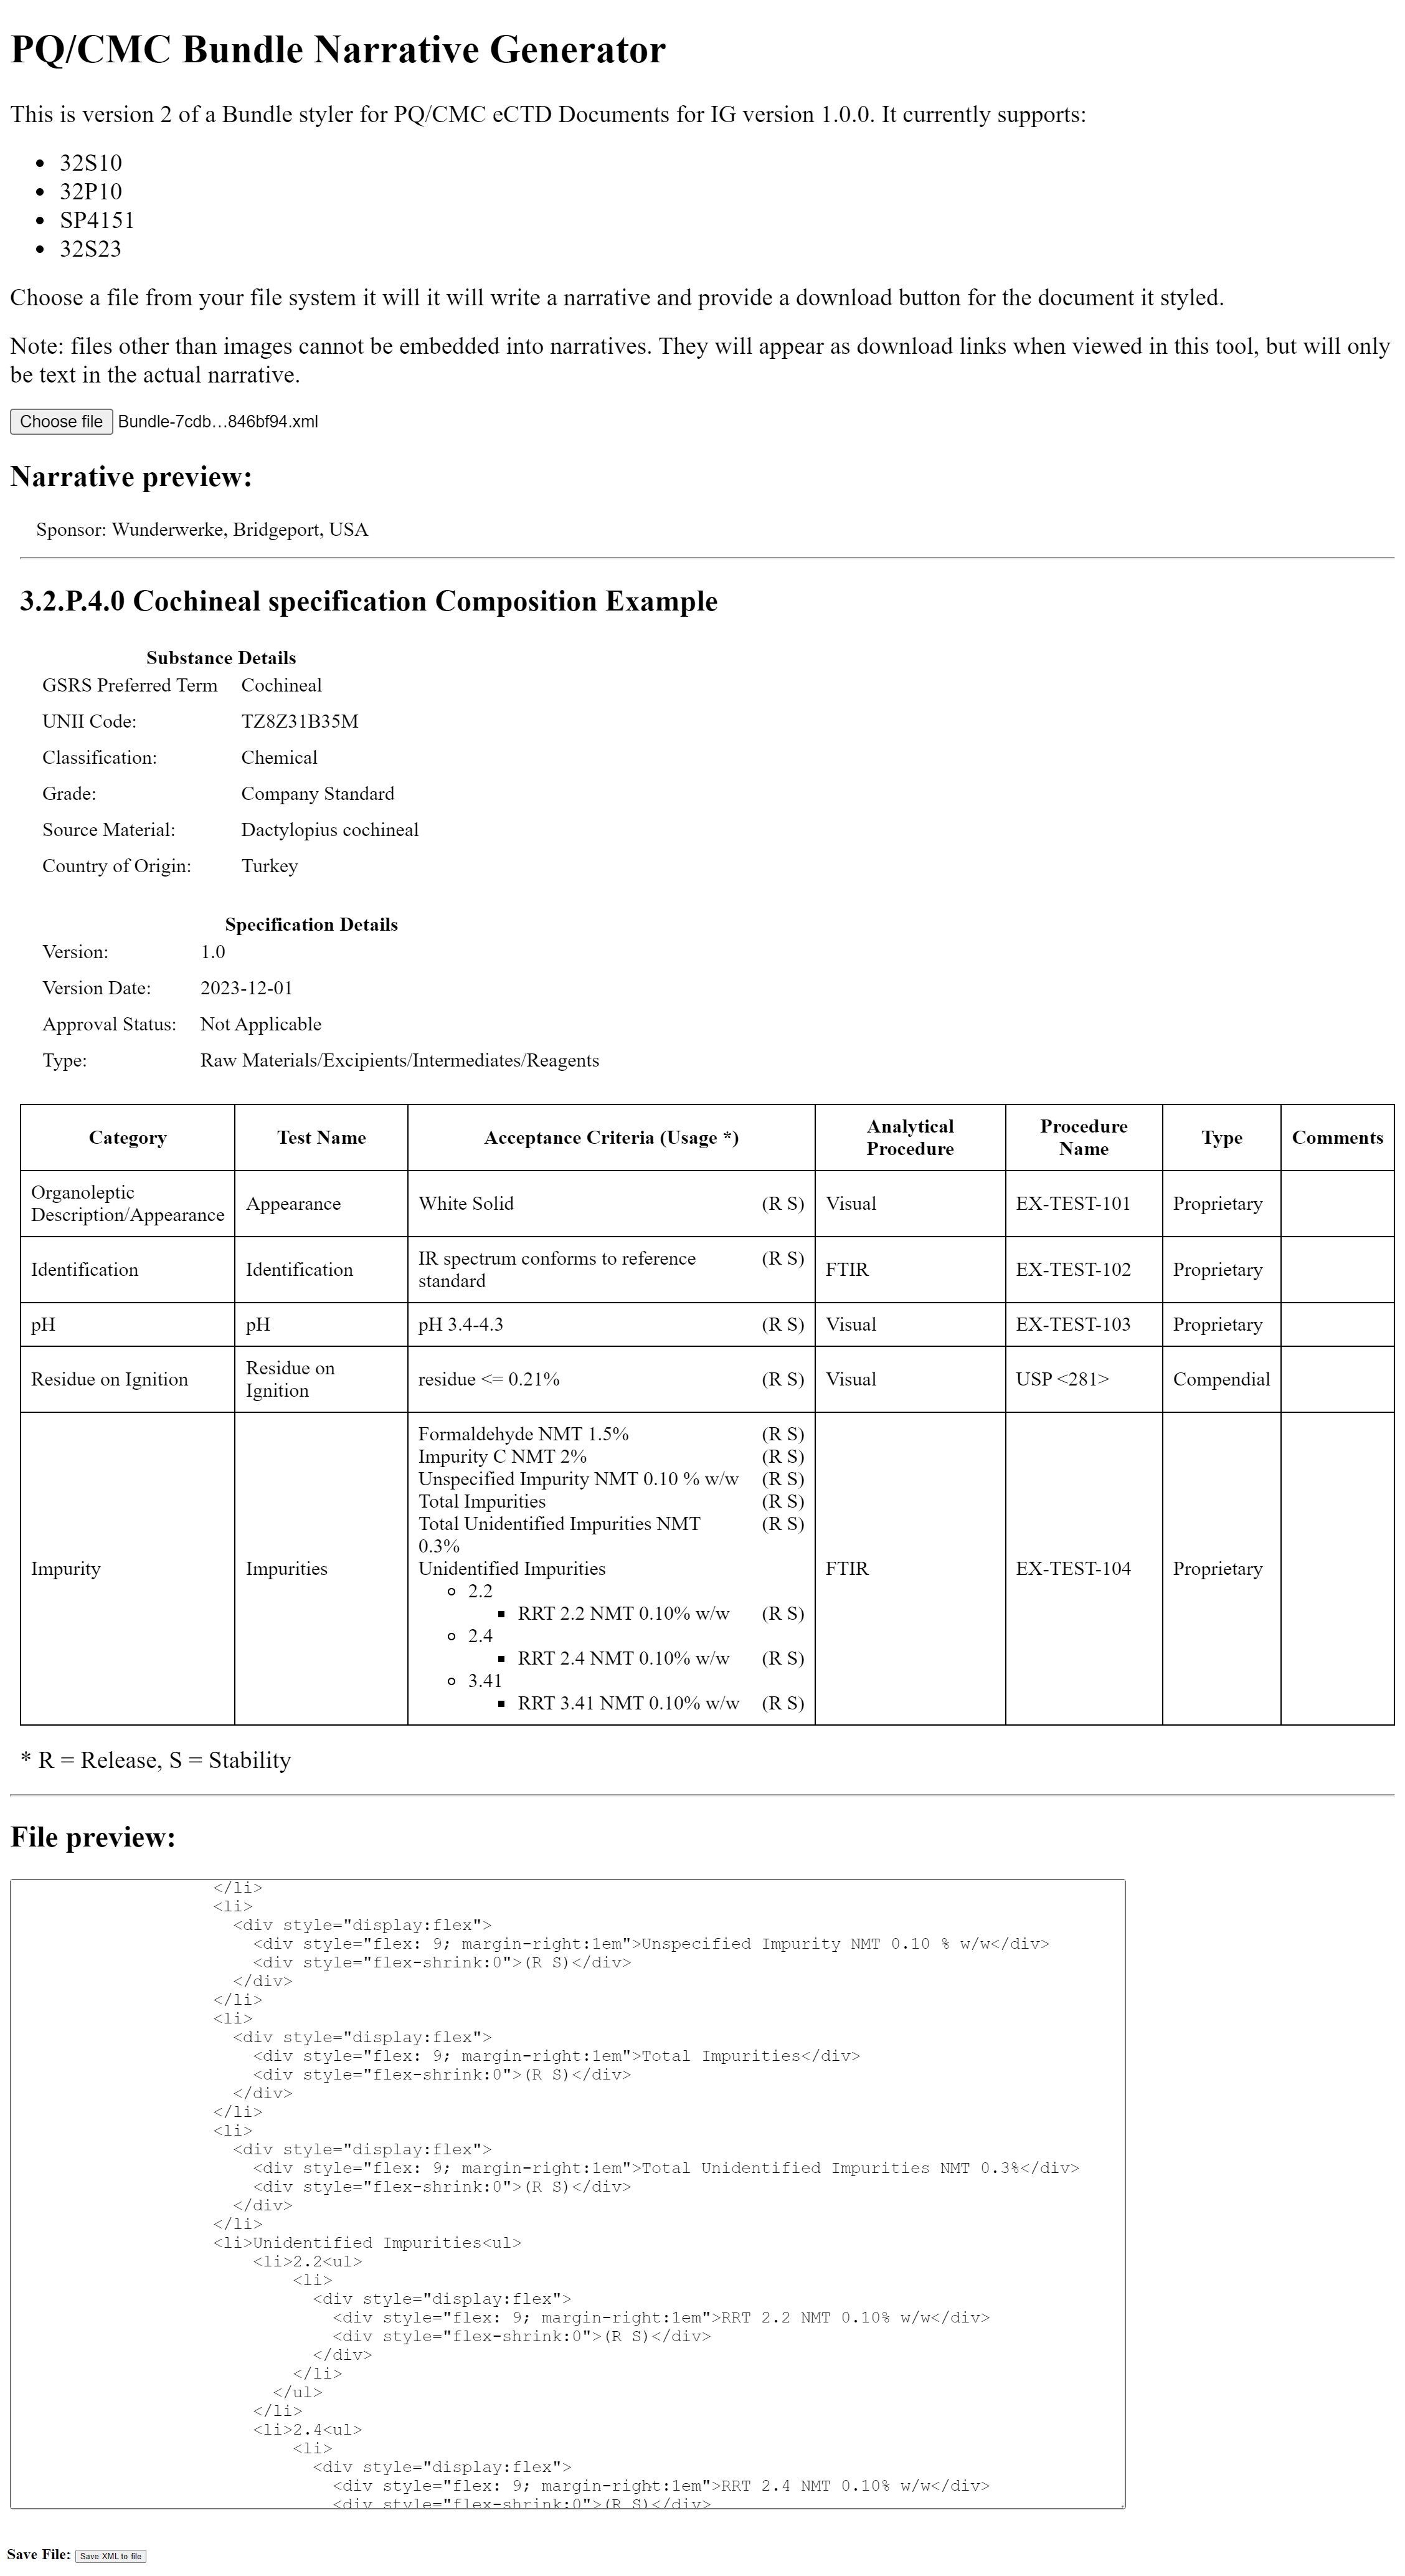 PQ/CMC Bundle Narrative Generator
This is version 2 of a Bundle styler for PQ/CMC eCTD Documents for IG version 1.0.0. It currently supports:
• 32S10
• 32P10
• SP4151
• 32S23
Choose a file from your file system it will it will write a narrative and provide a download button for the document it styled.
Note: files other than images cannot be embedded into narratives. They will appear as download links when viewed in this tool, but will only
be text in the actual narrative.
Choose file Bundle-7cdb…846bf94.xml
Narrative preview:
Sponsor: Wunderwerke, Bridgeport, USA
3.2.P.4.0 Cochineal specification Composition Example
Substance Details
GSRS Preferred Term Cochineal
UNII Code: TZ8Z31B35M
Classification: Chemical
Grade: Company Standard
Source Material: Dactylopius cochineal
Country of Origin: Turkey
Specification Details
Version: 1.0
Version Date: 2023-12-01
Approval Status: Not Applicable
Type: Raw Materials/Excipients/Intermediates/Reagents
Category Test Name Acceptance Criteria (Usage *) Analytical Procedure Procedure Name Type Comments
Organoleptic Description/Appearance Appearance White Solid (R S) Visual EX-TEST-101 Proprietary
Identification Identification IR spectrum conforms to reference standard (R S) FTIR EX-TEST-102 Proprietary
pH pH pH 3.4-4.3 (R S) Visual EX-TEST-103 Proprietary
Residue on Ignition Residue on Ignition residue <= 0.21% (R S) Visual USP <281> Compendial
Impurity Impurities
Formaldehyde NMT 1.5% (R S)
Impurity C NMT 2% (R S)
Unspecified Impurity NMT 0.10 % w/w (R S)
Total Impurities (R S)
Total Unidentified Impurities NMT (R S)
0.3%
Unidentified Impurities
◦ 2.2
▪ RRT 2.2 NMT 0.10% w/w (R S)
◦ 2.4
▪ RRT 2.4 NMT 0.10% w/w (R S)
◦ 3.41
▪ RRT 3.41 NMT 0.10% w/w (R S)
FTIR EX-TEST-104 Proprietary
* R = Release, S = Stability
File preview:
</li>
<li>
<div style="display:flex">
<div style="flex: 9; margin-right:1em">Unspecified Impurity NMT 0.10 % w/w</div>
<div style="flex-shrink:0">(R S)</div>
</div>
</li>
<li>
<div style="display:flex">
<div style="flex: 9; margin-right:1em">Total Impurities</div>
<div style="flex-shrink:0">(R S)</div>
</div>
</li>
<li>
<div style="display:flex">
<div style="flex: 9; margin-right:1em">Total Unidentified Impurities NMT 0.3%</div>
<div style="flex-shrink:0">(R S)</div>
</div>
</li>
<li>Unidentified Impurities<ul>
<li>2.2<ul>
<li>
<div style="display:flex">
<div style="flex: 9; margin-right:1em">RRT 2.2 NMT 0.10% w/w</div>
<div style="flex-shrink:0">(R S)</div>
</div>
</li>
</ul>
</li>
<li>2.4<ul>
<li>
<div style="display:flex">
<div style="flex: 9; margin-right:1em">RRT 2.4 NMT 0.10% w/w</div>
<div style="flex-shrink:0">(R S)</div>
Save File: Save XML to file